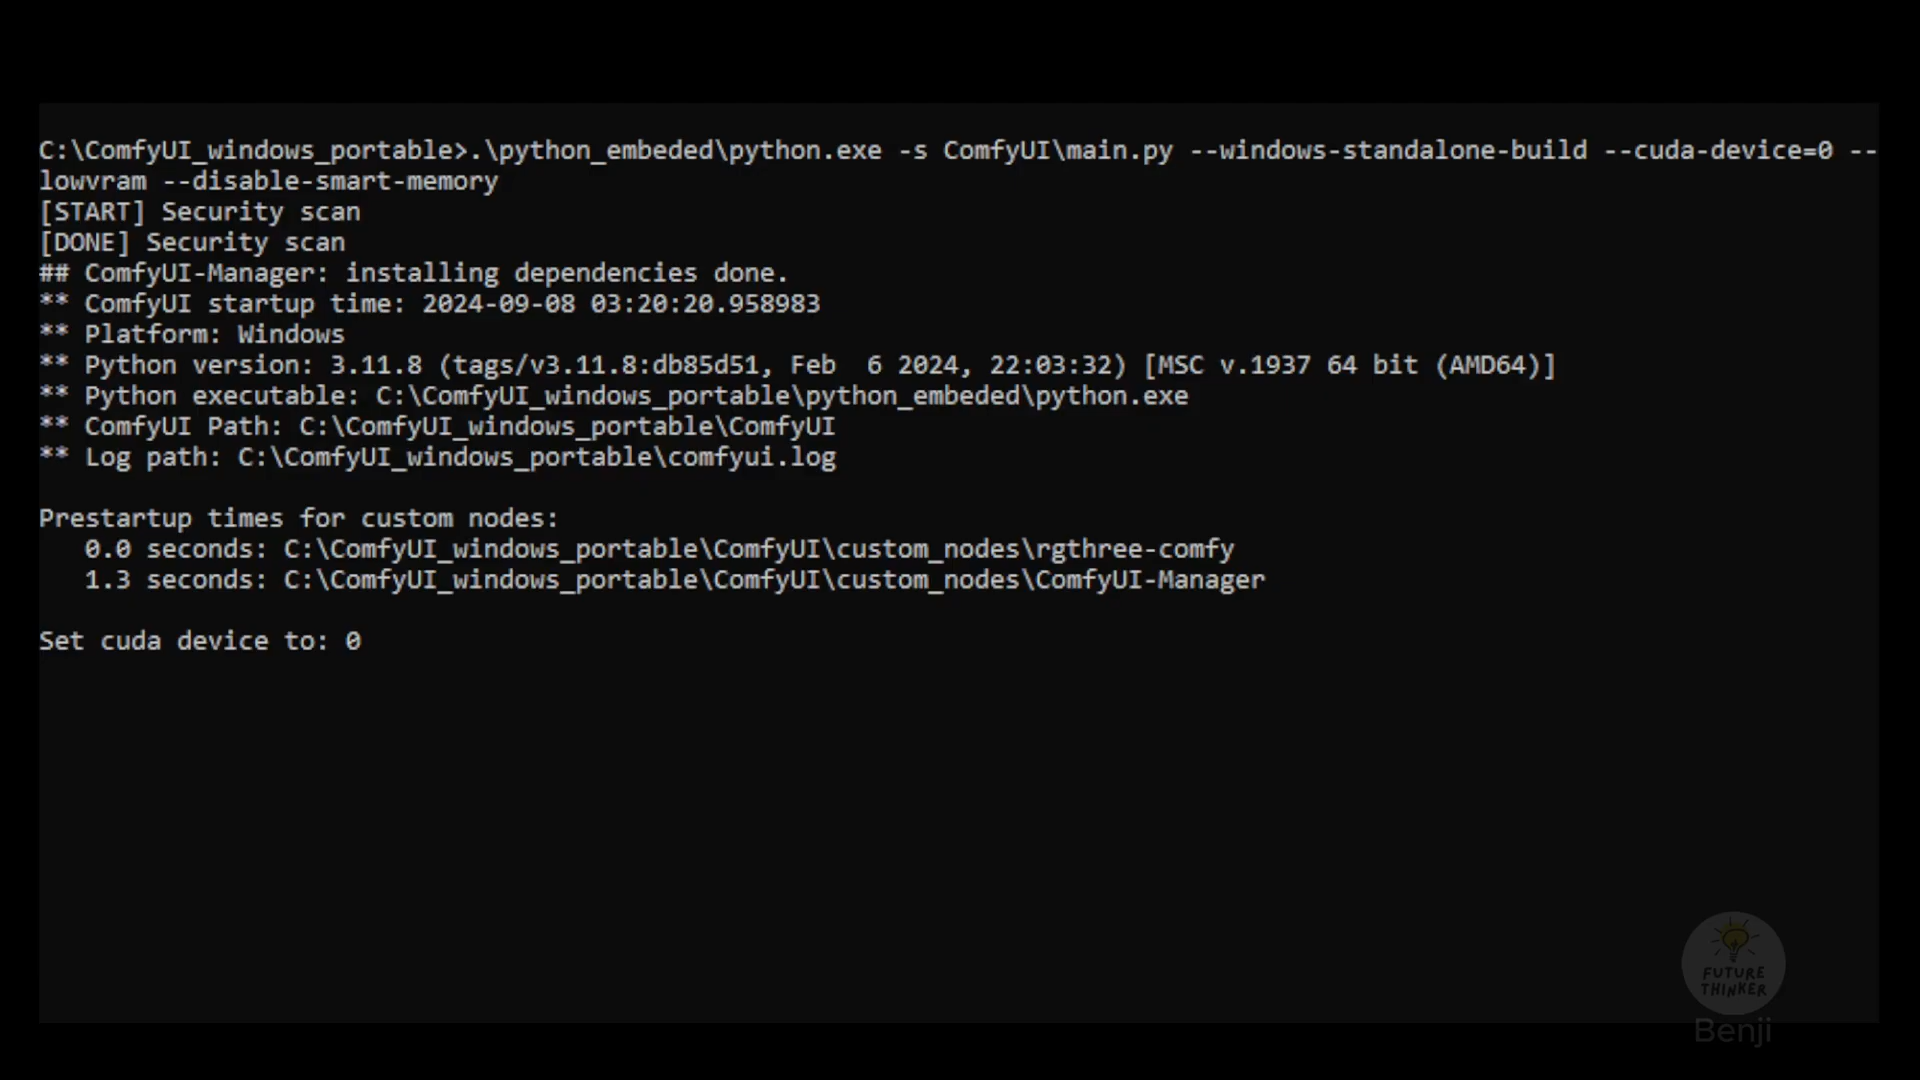 C:\ComfyUI_windows_portable>.\python_embeded\python.exe -s ComfyUI\main.py --windows-standalone-build --cuda-device=0 --
lowvram --disable-smart-memory
[START] Security scan
[DONE] Security scan
## ComfyUI-Manager: installing dependencies done.
** ComfyUI startup time: 2024-09-08 03:20:20.958983
** Platform: Windows
** Python version: 3.11.8 (tags/v3.11.8:db85d51, Feb  6 2024, 22:03:32) [MSC v.1937 64 bit (AMD64)]
** Python executable: C:\ComfyUI_windows_portable\python_embeded\python.exe
** ComfyUI Path: C:\ComfyUI_windows_portable\ComfyUI
** Log path: C:\ComfyUI_windows_portable\comfyui.log
Prestartup times for custom nodes:
   0.0 seconds: C:\ComfyUI_windows_portable\ComfyUI\custom_nodes\rgthree-comfy
   1.3 seconds: C:\ComfyUI_windows_portable\ComfyUI\custom_nodes\ComfyUI-Manager
Set cuda device to: 0
FUTURE
THINKER
Benji